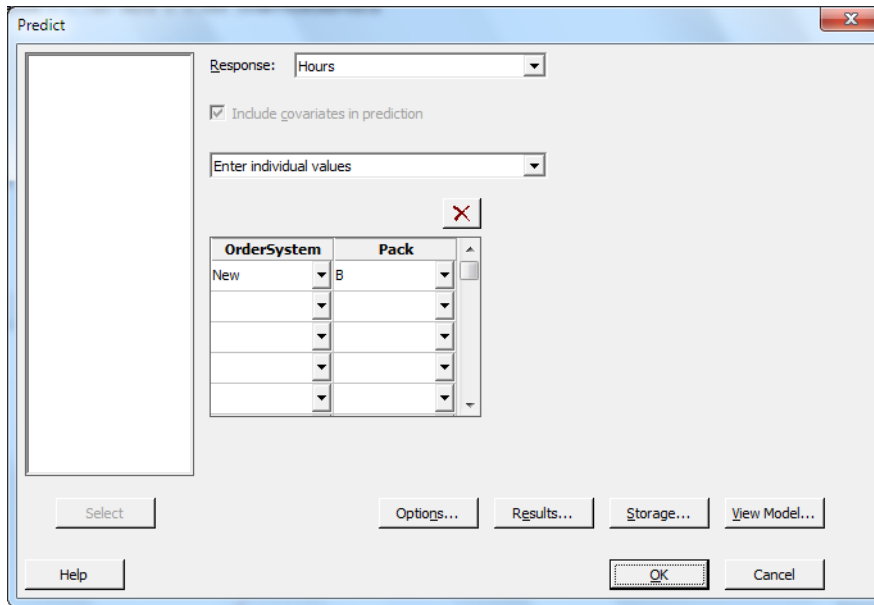 Predict
Response: Hours
Include covariates in prediction
Enter individual values
OrderSystem Pack
New B
Select Options... Results... Storage... View Model...
Help OK Cancel